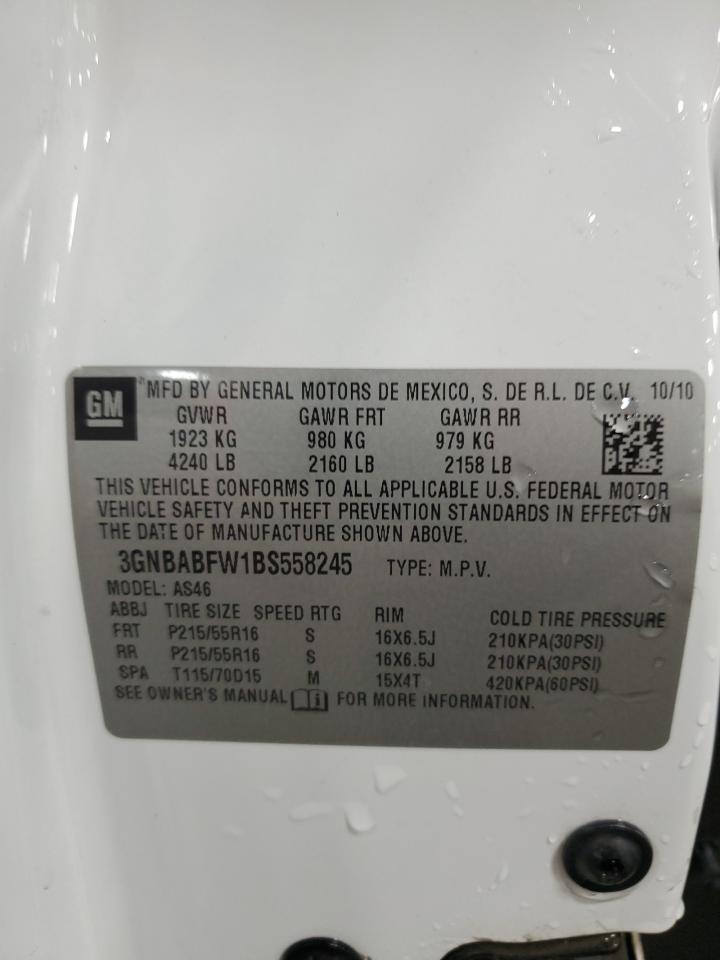 GM
MFD BY GENERAL MOTORS DE MEXICO, S. DE R.L. DE C.V. 10/10
GVWR GAWR FRT GAWR RR
1923 KG 980 KG 979 KG
4240 LB 2160 LB 2158 LB
THIS VEHICLE CONFORMS TO ALL APPLICABLE U.S. FEDERAL MOTOR
VEHICLE SAFETY AND THEFT PREVENTION STANDARDS IN EFFECT ON
THE DATE OF MANUFACTURE SHOWN ABOVE.
3GNBABFW1BS558245 TYPE: M.P.V.
MODEL: AS46
ABBJ TIRE SIZE SPEED RTG RIM COLD TIRE PRESSURE
FRT P215/55R16 S 16X6.5J 210KPA(30PSI)
RR P215/55R16 S 16X6.5J 210KPA(30PSI)
SPA T115/70D15 M 15X4T 420KPA(60PSI)
SEE OWNER'S MANUAL FOR MORE INFORMATION.